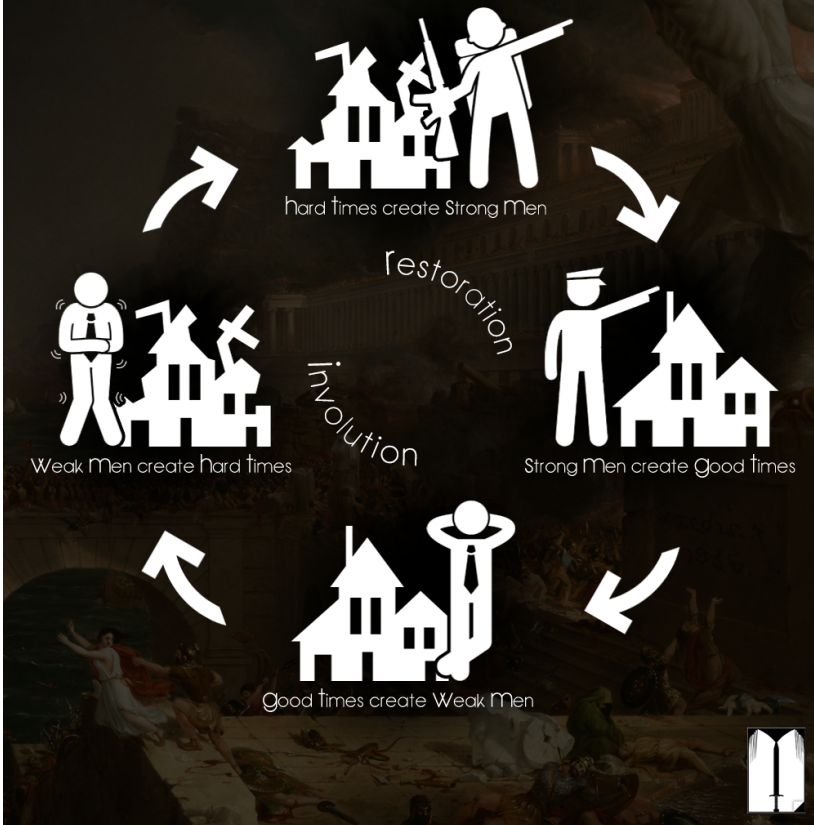 hard times create Strong Men
restoration
involution
Weak Men create hard times
Strong Men create good times
good times create Weak Men